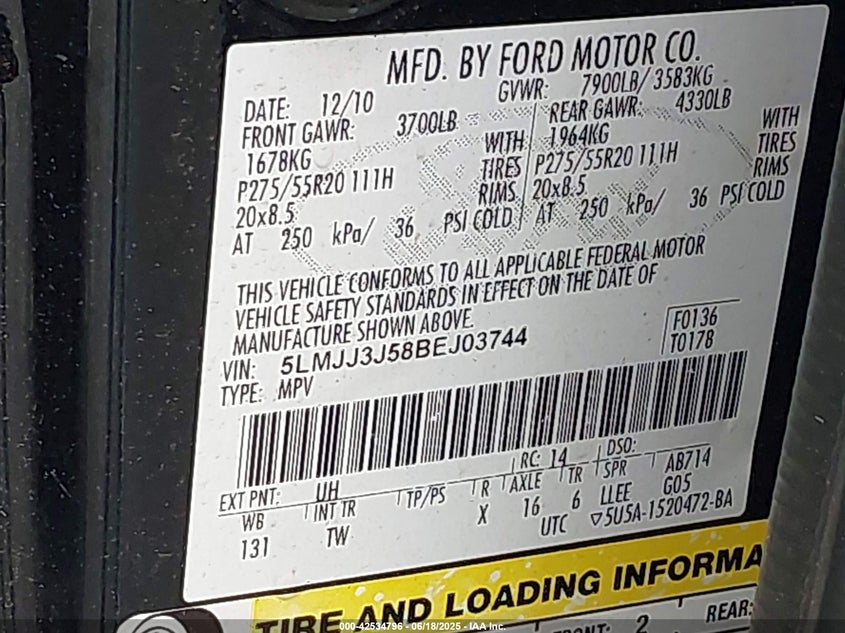 MFD. BY FORD MOTOR CO.
DATE: 12/10 GVWR: 7900LB/ 3583KG
FRONT GAWR: 3700LB REAR GAWR: 4330LB
1678KG WITH 1964KG WITH
P275/55R20 111H TIRES P275/55R20 111H TIRES
20x8.5 RIMS 20x8.5 RIMS
AT 250 kPa/ 36 PSI COLD AT 250 kPa/ 36 PSI COLD
THIS VEHICLE CONFORMS TO ALL APPLICABLE FEDERAL MOTOR
VEHICLE SAFETY STANDARDS IN EFFECT ON THE DATE OF
MANUFACTURE SHOWN ABOVE.
VIN: 5LMJJ3J58BEJ03744 F0136
TYPE: MPV T0178
EXT PNT: UH RC: 14 DSO: AB714
WB INT TR TP/PS R AXLE TR SPR G05
131 TW X 16 6 LLEE
UTC ▽5U5A-1520472-BA
TIRE AND LOADING INFORMA
FRONT: 2 REAR:
000-42534796 - 06/18/2025 - IAA Inc.